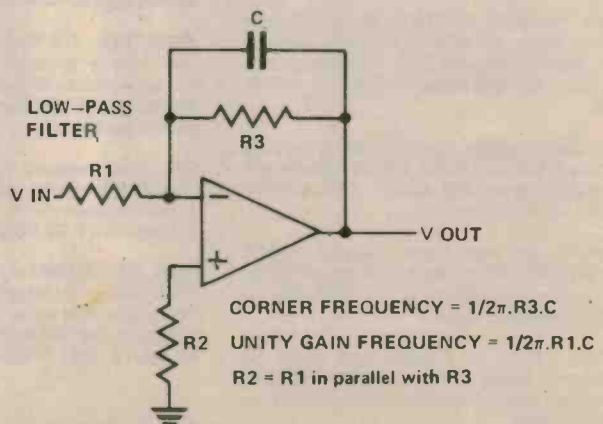 C
LOW–PASS
FILTER
R3
R1
V IN
−
+
V OUT
R2
CORNER FREQUENCY = 1/2π.R3.C
UNITY GAIN FREQUENCY = 1/2π.R1.C
R2 = R1 in parallel with R3